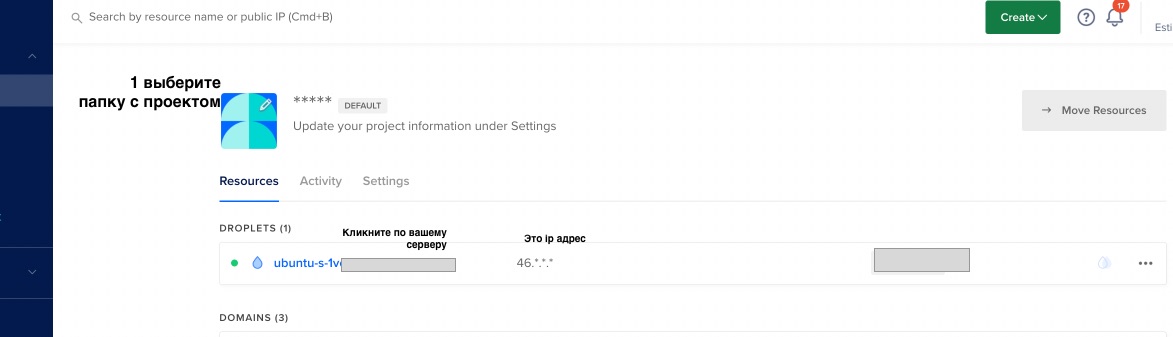 Search by resource name or public IP (Cmd+B)
Create
17
Esti
1 выберите
папку с проектом
***** DEFAULT
Update your project information under Settings
→ Move Resources
Resources Activity Settings
DROPLETS (1)
Кликните по вашему
серверу
Это ip адрес
ubuntu-s-1v
46.*.*.*
DOMAINS (3)